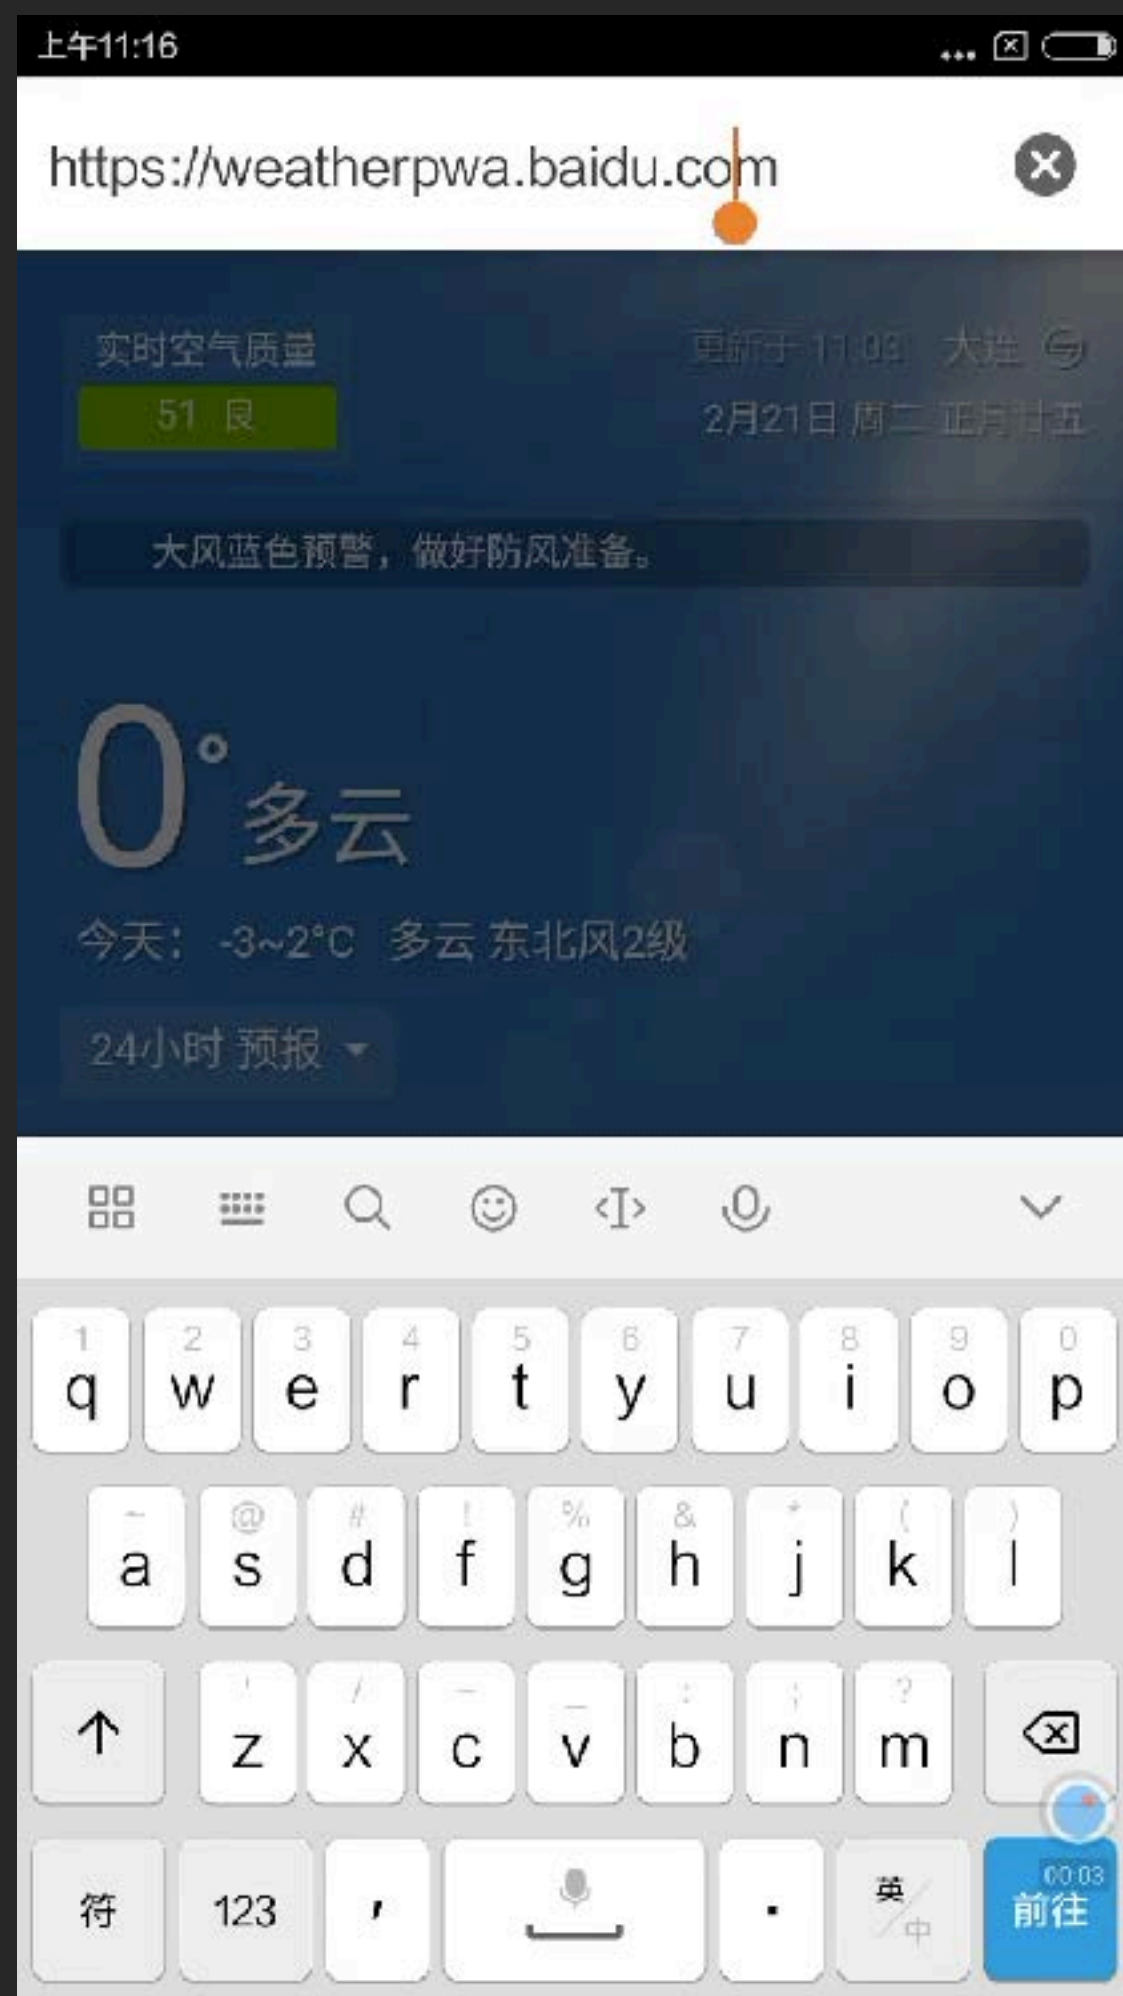 上午11:16
https://weatherpwa.baidu.com
实时空气质量
更新于 11:03 大连
51 良
2月21日 周二 正月廿五
大风蓝色预警，做好防风准备。
0° 多云
今天： -3~2°C 多云 东北风2级
24小时 预报
1 2 3 4 5 6 7 8 9 0
q w e r t y u i o p
~ @ # ! % & * ( )
a s d f g h j k l
' / - _ : ; ?
z x c v b n m
符 123 , . 英/中 00:03
前往